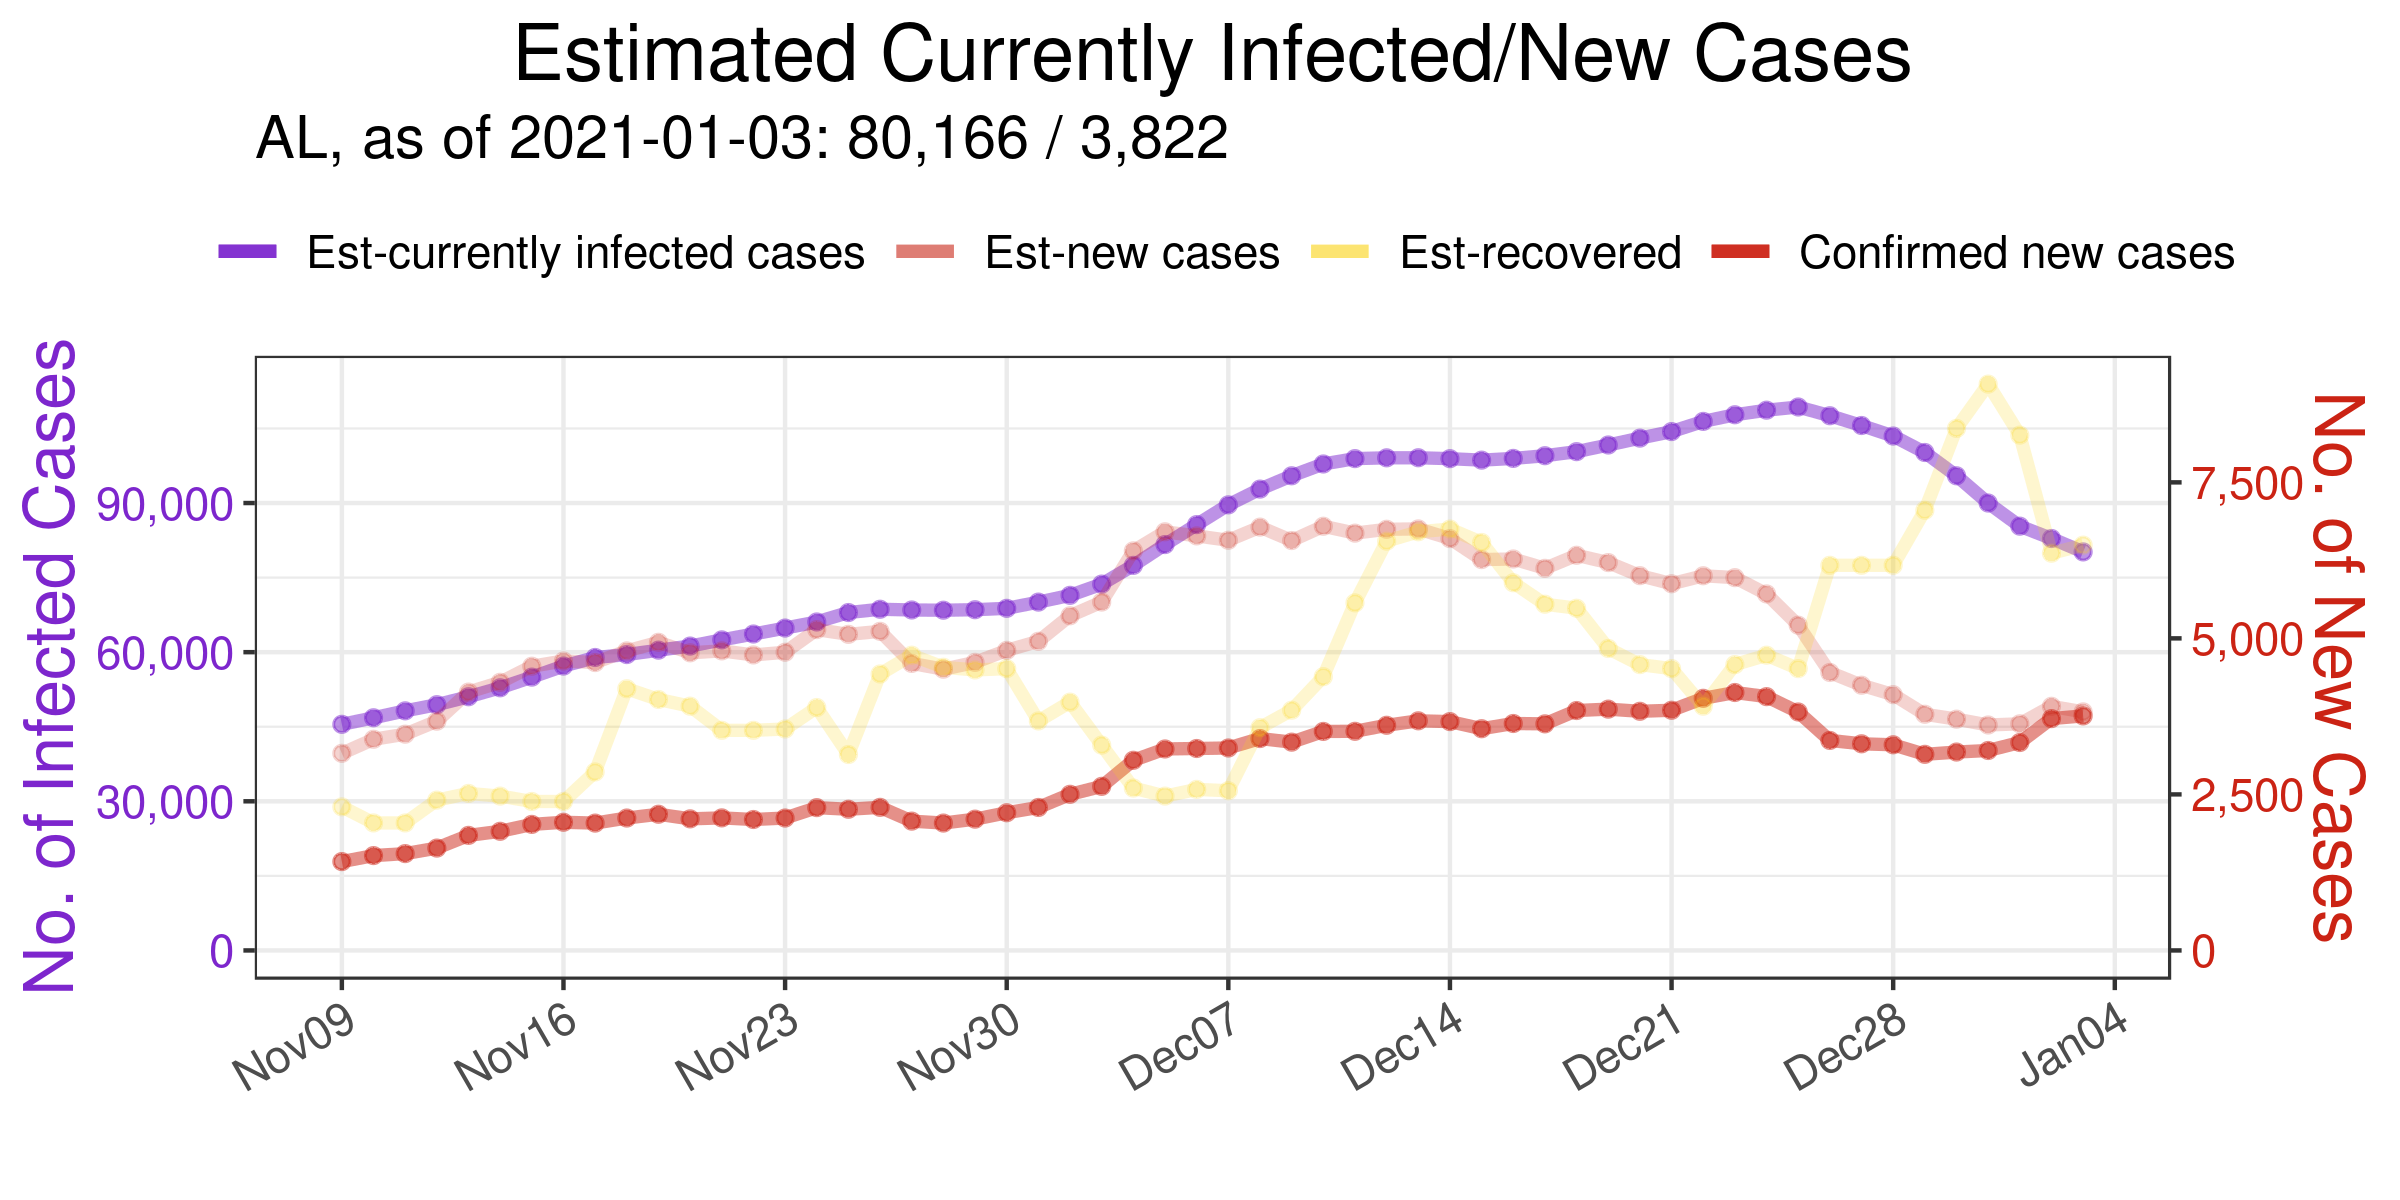 Estimated Currently Infected/New Cases
AL, as of 2021-01-03: 80,166 / 3,822
Est-currently infected cases Est-new cases Est-recovered Confirmed new cases
No. of Infected Cases
90,000
60,000
30,000
0
7,500
5,000
2,500
0
No. of New Cases
Nov09 Nov16 Nov23 Nov30 Dec07 Dec14 Dec21 Dec28 Jan04